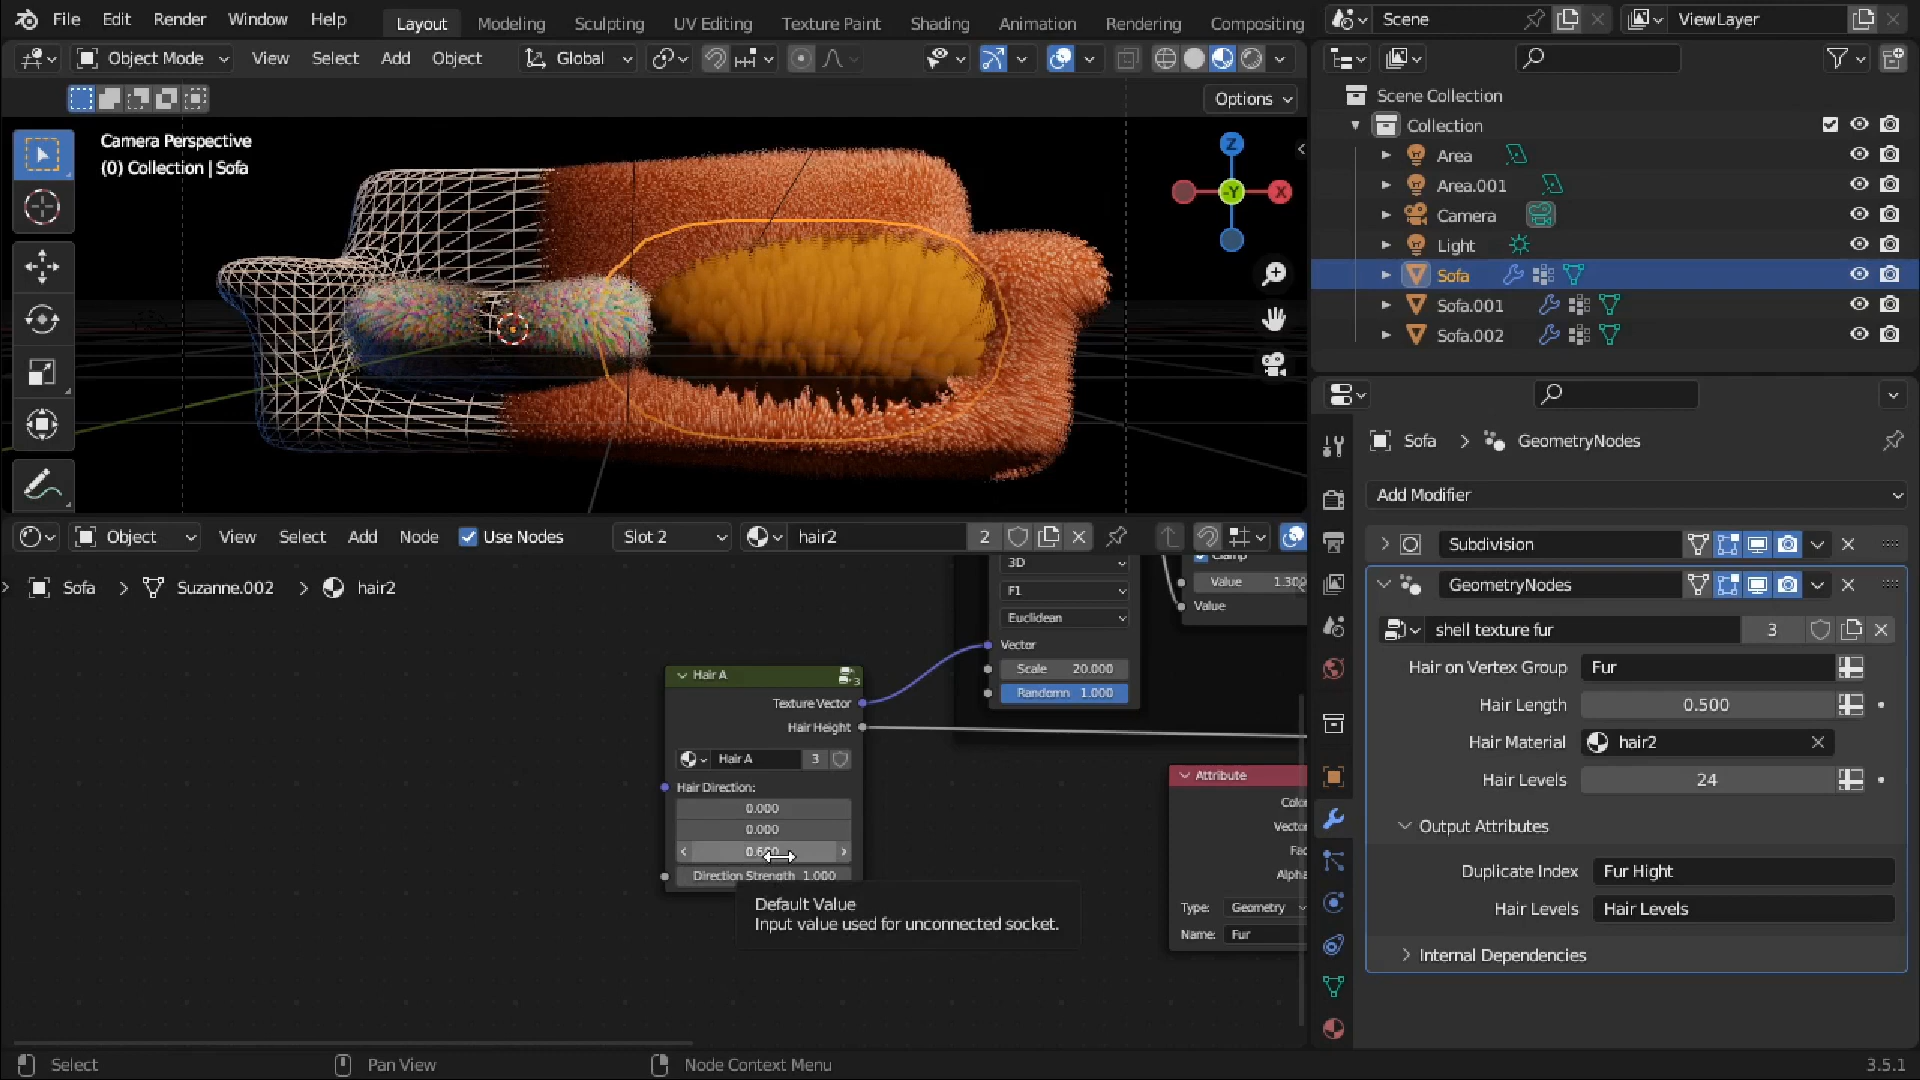 File Edit Render Window Help Layout Modeling Sculpting UV Editing Texture Paint Shading Animation Rendering Compositing Scene ViewLayer
Object Mode View Select Add Object Global
Options
Camera Perspective
(0) Collection | Sofa
Z
-Y
X
Scene Collection
Collection
Area
Area.001
Camera
Light
Sofa
Sofa.001
Sofa.002
Object View Select Add Node Use Nodes Slot 2 hair2 2
Sofa > Suzanne.002 > hair2
3D
F1
Euclidean
Vector
Scale 20.000
Randomn 1.000
Clamp
Value 1.300
Value
Hair A 3
Texture Vector
Hair Height
Hair A 3
Hair Direction:
0.000
0.000
Direction Strength 1.000
Default Value
Input value used for unconnected socket.
Attribute
Color
Vector
Fac
Alpha
Type: Geometry
Name: Fur
Sofa > GeometryNodes
Add Modifier
Subdivision
GeometryNodes
shell texture fur 3
Hair on Vertex Group Fur
Hair Length 0.500
Hair Material hair2
Hair Levels 24
Output Attributes
Duplicate Index Fur Hight
Hair Levels Hair Levels
Internal Dependencies
Select Pan View Node Context Menu 3.5.1